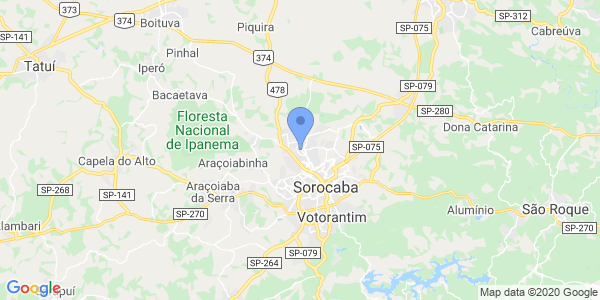 373
SP-141
374
Boituva
Piquira
SP-312
SP-075
Cabreúva
Pinhal
374
Tatuí
Iperó
SP-079
478
Bacaetava
SP-280
Floresta
Nacional
de Ipanema
Dona Catarina
SP-075
Capela do Alto
Araçoiabinha
SP-268
SP-141
Araçoiaba
da Serra
Sorocaba
SP-270
Votorantim
Alumínio
São Roque
Alambari
SP-270
SP-079
SP-264
Google
Map data ©2020 Google